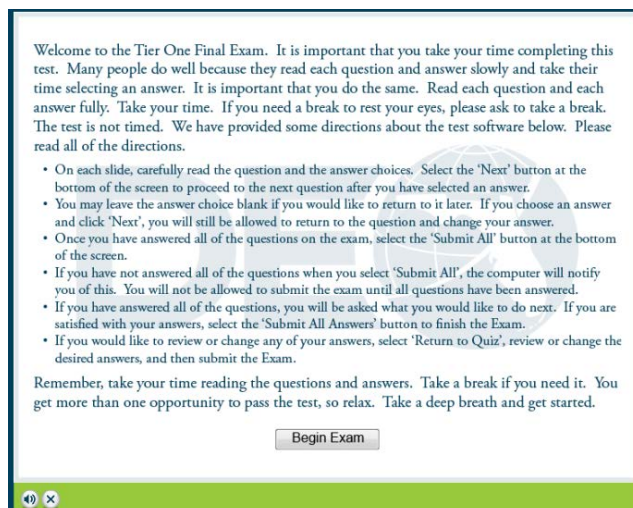 Welcome to the Tier One Final Exam. It is important that you take your time completing this
test. Many people do well because they read each question and answer slowly and take their
time selecting an answer. It is important that you do the same. Read each question and each
answer fully. Take your time. If you need a break to rest your eyes, please ask to take a break.
The test is not timed. We have provided some directions about the test software below. Please
read all of the directions.
• On each slide, carefully read the question and the answer choices. Select the 'Next' button at the
bottom of the screen to proceed to the next question after you have selected an answer.
• You may leave the answer choice blank if you would like to return to it later. If you choose an answer
and click 'Next', you will still be allowed to return to the question and change your answer.
• Once you have answered all of the questions on the exam, select the 'Submit All' button at the bottom
of the screen.
• If you have not answered all of the questions when you select 'Submit All', the computer will notify
you of this. You will not be allowed to submit the exam until all questions have been answered.
• If you have answered all of the questions, you will be asked what you would like to do next. If you are
satisfied with your answers, select the 'Submit All Answers' button to finish the Exam.
• If you would like to review or change any of your answers, select 'Return to Quiz', review or change the
desired answers, and then submit the Exam.
Remember, take your time reading the questions and answers. Take a break if you need it. You
get more than one opportunity to pass the test, so relax. Take a deep breath and get started.
Begin Exam
DEQ